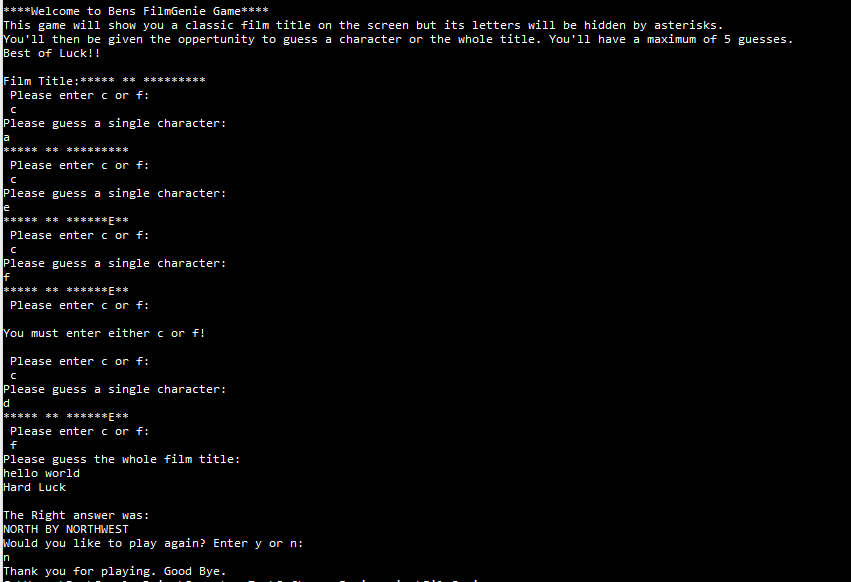 ****Welcome to Bens FilmGenie Game****
This game will show you a classic film title on the screen but its letters will be hidden by asterisks.
You'll then be given the oppertunity to guess a character or the whole title. You'll have a maximum of 5 guesses.
Best of Luck!!
Film Title:***** ** *********
Please enter c or f:
c
Please guess a single character:
a
***** ** *********
Please enter c or f:
c
Please guess a single character:
e
***** ** ******E**
Please enter c or f:
c
Please guess a single character:
f
***** ** ******E**
Please enter c or f:
You must enter either c or f!
Please enter c or f:
c
Please guess a single character:
d
***** ** ******E**
Please enter c or f:
f
Please guess the whole film title:
hello world
Hard Luck
The Right answer was:
NORTH BY NORTHWEST
Would you like to play again? Enter y or n:
n
Thank you for playing. Good Bye.